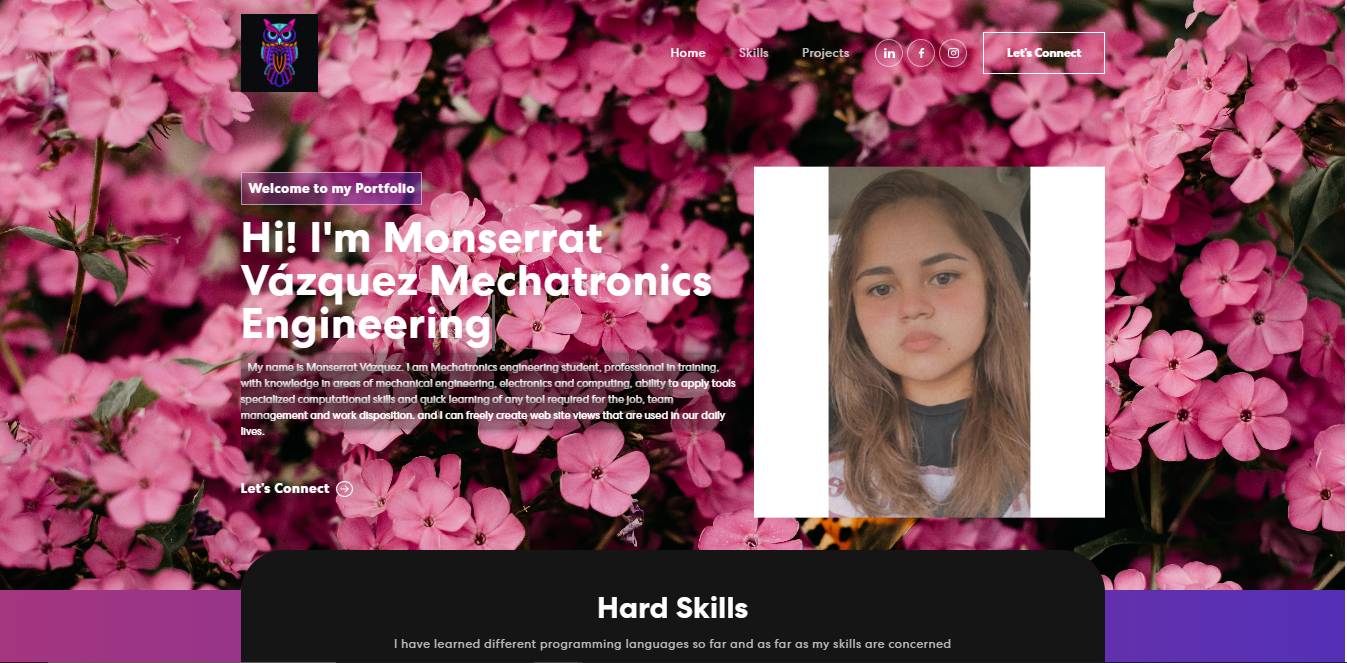 Home Skills Projects in f Let's Connect
Welcome to my Portfolio
Hi! I'm Monserrat
Vázquez Mechatronics
Engineering
My name is Monserrat Vázquez. I am Mechatronics engineering student, professional in training,
with knowledge in areas of mechanical engineering, electronics and computing, ability to apply tools
specialized computational skills and quick learning of any tool required for the job, team
management and work disposition. and I can freely create web site views that are used in our daily
lives.
Let's Connect
Hard Skills
I have learned different programming languages so far and as far as my skills are concerned